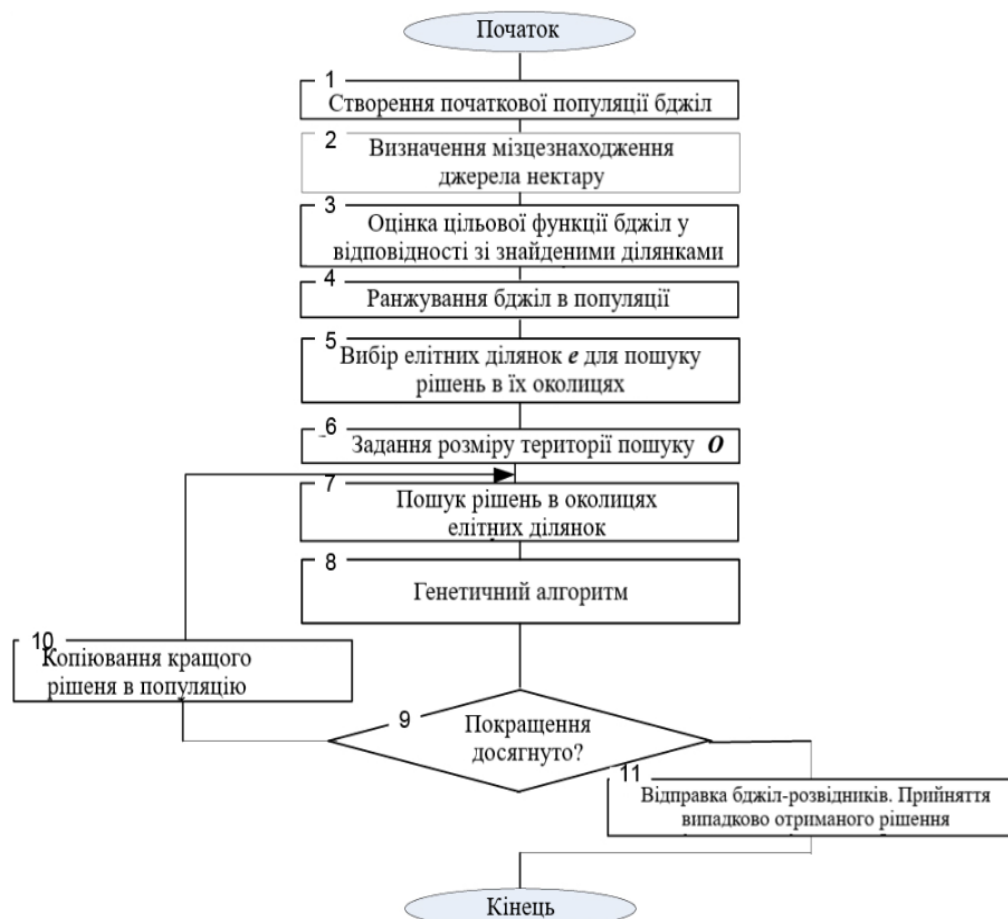 Початок
1
Створення початкової популяції бджіл
2
Визначення мізцезнаходження
джерела нектару
3
Оцінка цільової функції бджіл у
відповідності зі знайденими ділянками
4
Ранжування бджіл в популяції
5
Вибір елітних ділянок e для пошуку
рішень в їх околицях
6
Задання розміру території пошуку O
7
Пошук рішень в околицях
елітних ділянок
8
Генетичний алгоритм
10
Копіювання кращого
рішеня в популяцію
9
Покращення
досягнуто?
11
Відправка бджіл-розвідників. Прийняття
випадково отриманого рішення
Кінець